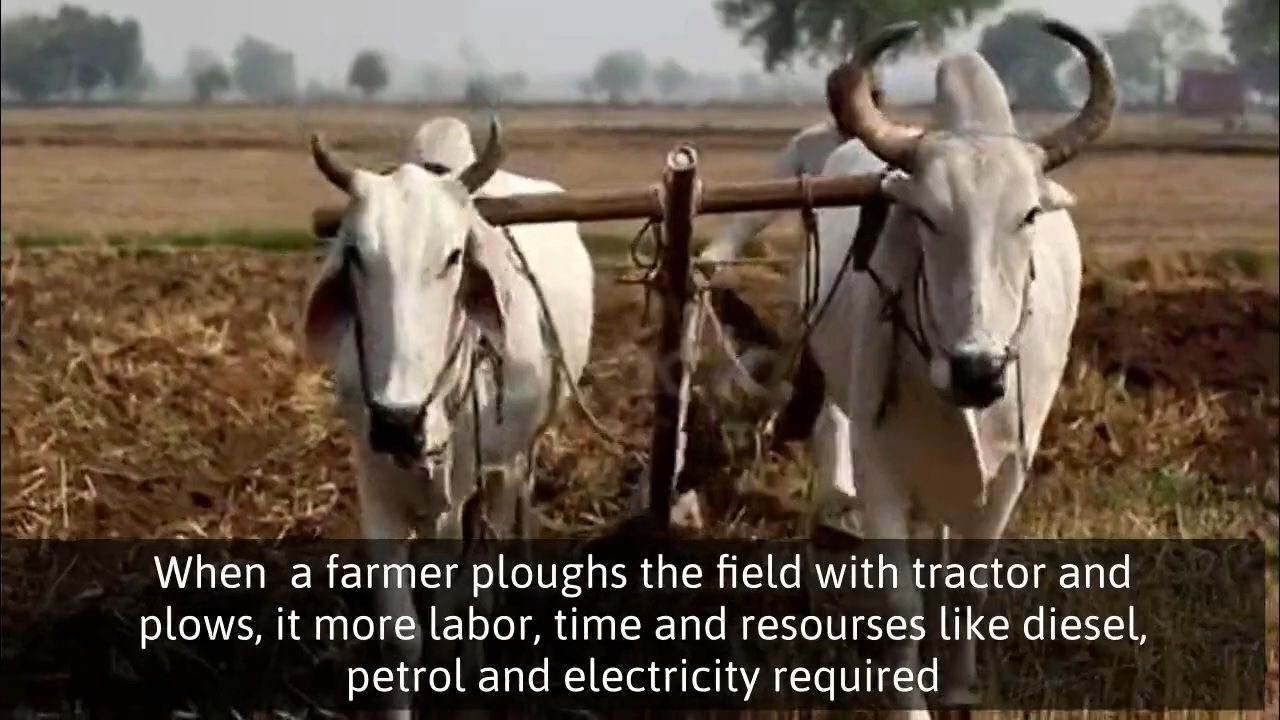 When  a farmer ploughs the field with tractor and
plows, it more labor, time and resourses like diesel,
petrol and electricity required